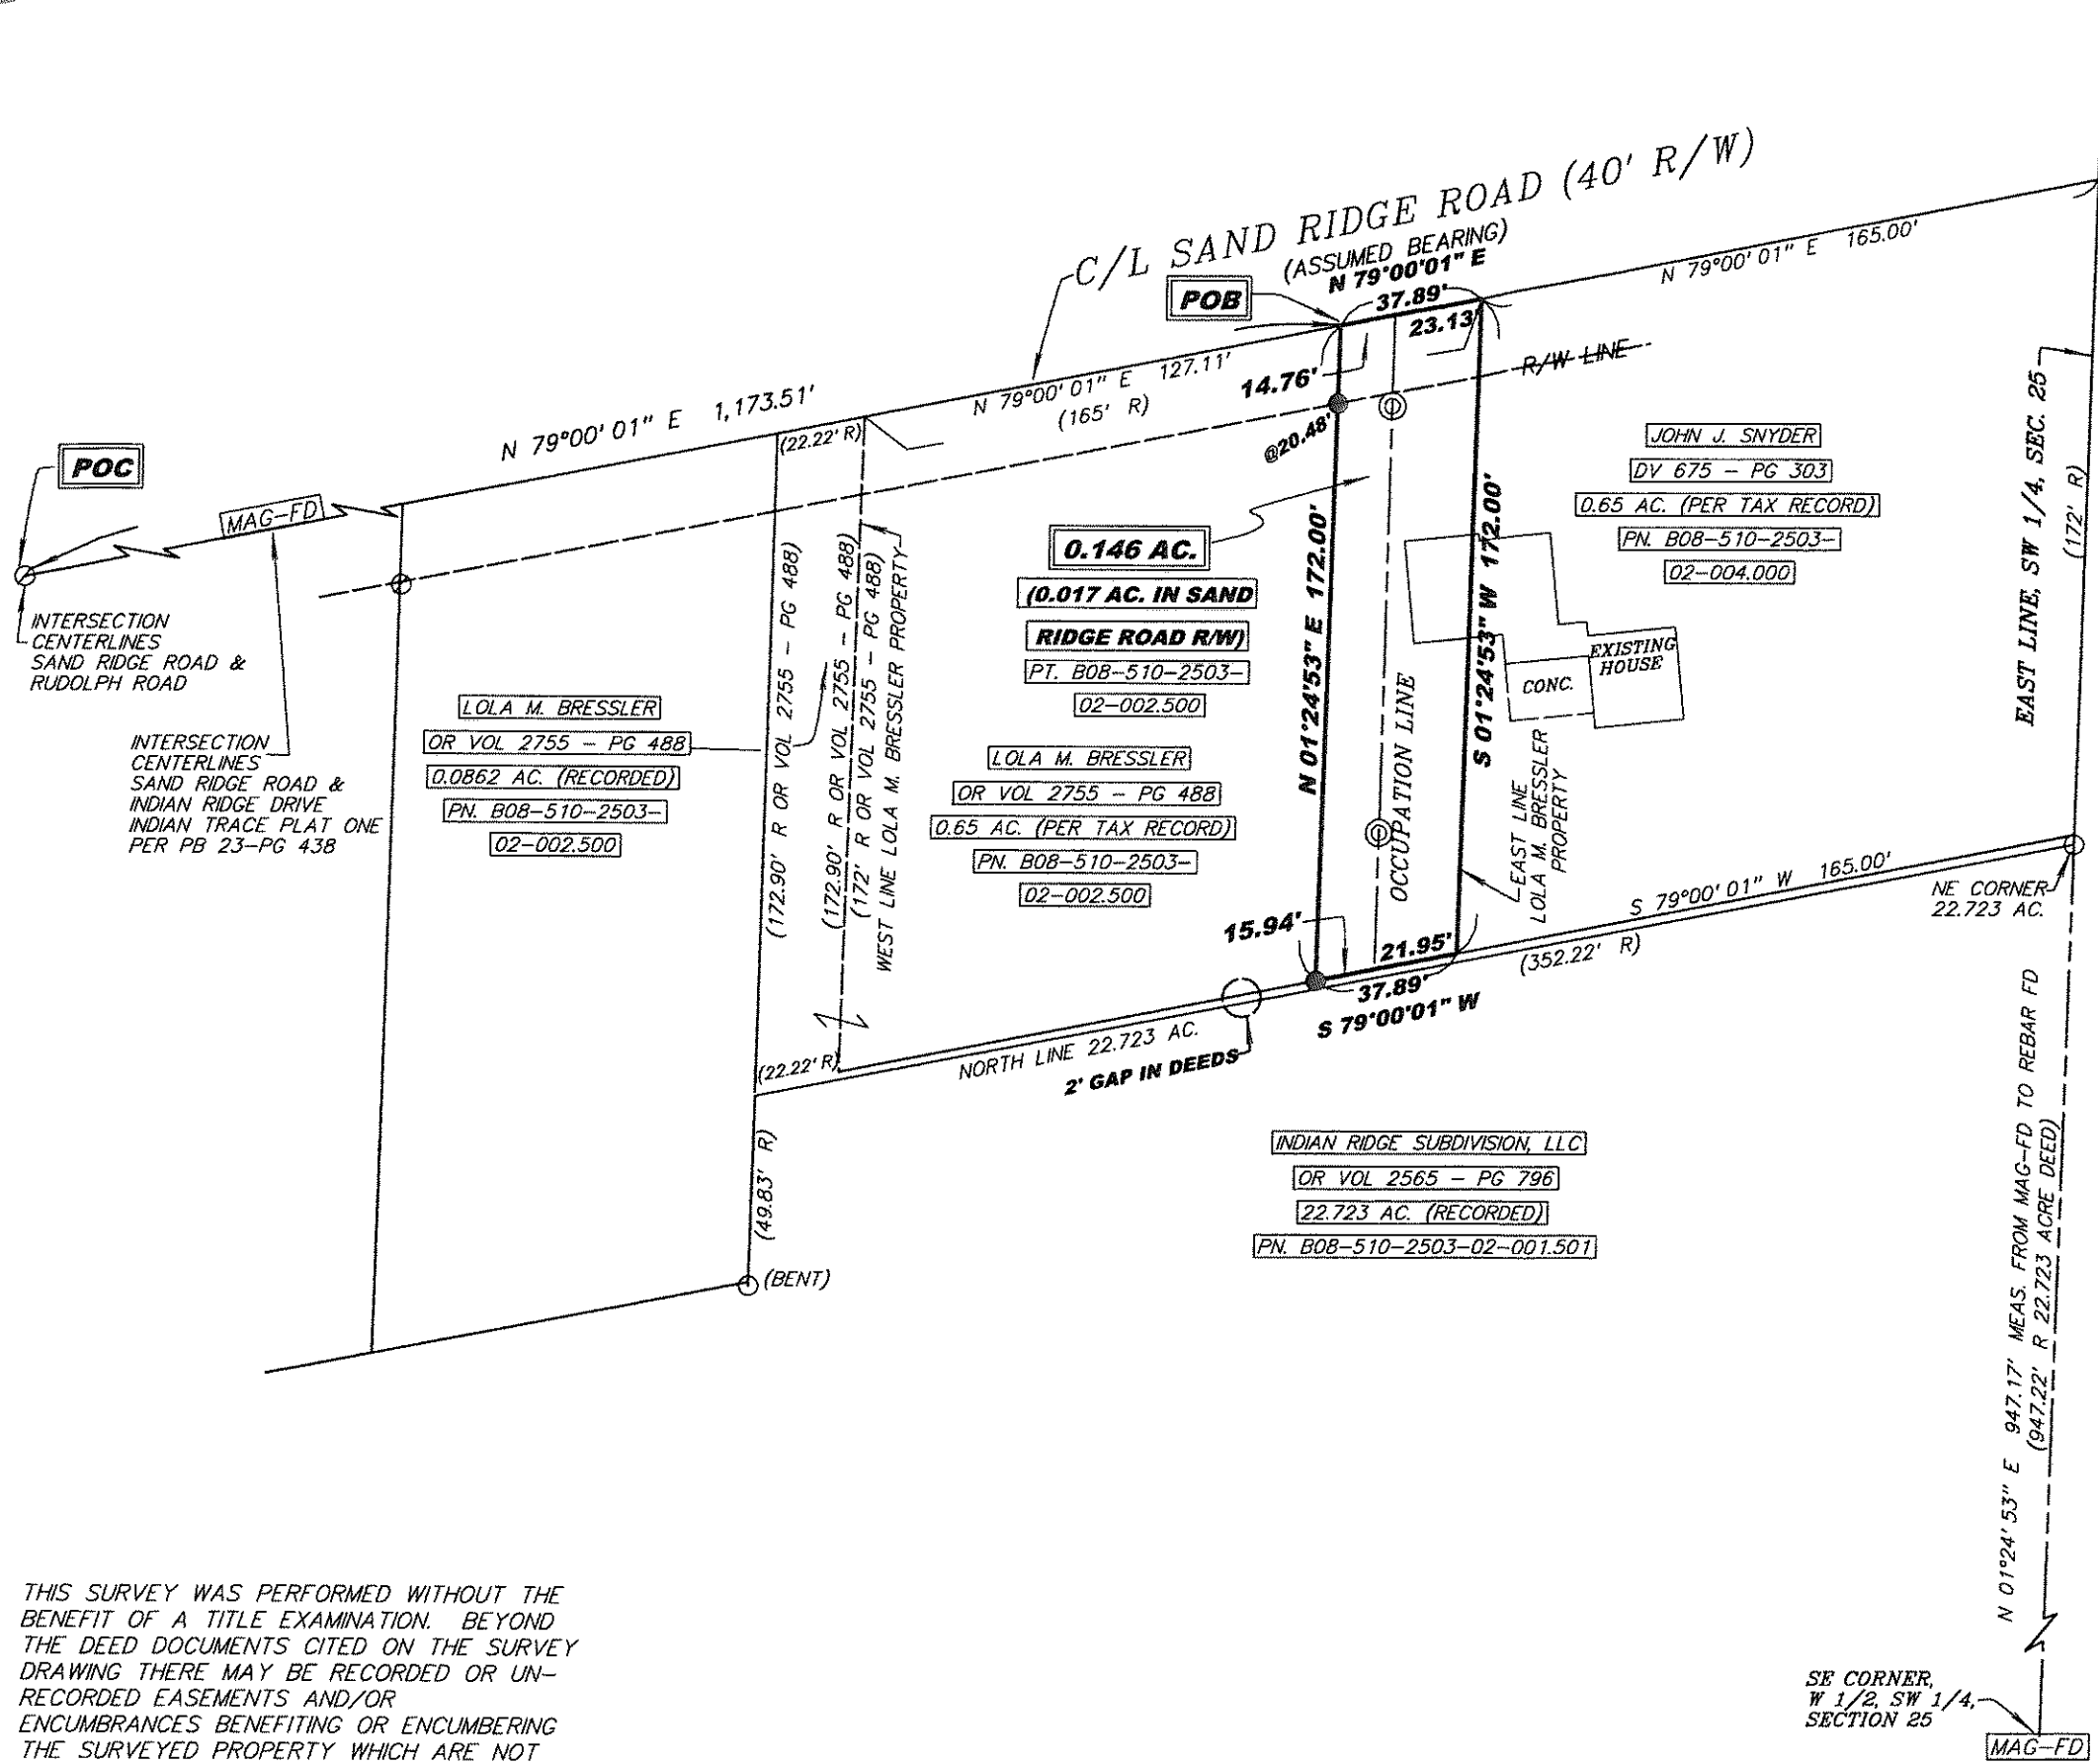 C/L SAND RIDGE ROAD (40' R/W)
(ASSUMED BEARING)
N 79°00'01" E
37.89'
23.13'
POB
N 79°00'01" E 165.00'
R/W LINE
14.76'
@20.48'
N 79°00'01" E 127.11'
(165' R)
N 79°00'01" E 1,173.51'
(22.22' R)
POC
MAG-FD
INTERSECTION
CENTERLINES
SAND RIDGE ROAD &
RUDOLPH ROAD
INTERSECTION
CENTERLINES
SAND RIDGE ROAD &
INDIAN RIDGE DRIVE
INDIAN TRACE PLAT ONE
PER PB 23-PG 438
LOLA M. BRESSLER
OR VOL 2755 - PG 488
0.0862 AC. (RECORDED)
PN. B08-510-2503-
02-002.500
(172.90' R OR VOL 2755 - PG 488)
(172.90' R OR VOL 2755 - PG 488)
(172' R OR VOL 2755 - PG 488)
WEST LINE LOLA M. BRESSLER PROPERTY
0.146 AC.
(0.017 AC. IN SAND
RIDGE ROAD R/W)
PT. B08-510-2503-
02-002.500
LOLA M. BRESSLER
OR VOL 2755 - PG 488
0.65 AC. (PER TAX RECORD)
PN. B08-510-2503-
02-002.500
N 01°24'53" E 172.00'
OCCUPATION LINE
S 01°24'53" W 172.00'
EAST LINE
LOLA M. BRESSLER
PROPERTY
JOHN J. SNYDER
DV 675 - PG 303
0.65 AC. (PER TAX RECORD)
PN. B08-510-2503-
02-004.000
EXISTING
HOUSE
CONC.
EAST LINE, SW 1/4, SEC. 25
(172' R)
NE CORNER
22.723 AC.
S 79°00'01" W 165.00'
(352.22' R)
15.94'
21.95'
37.89'
S 79°00'01" W
(22.22' R)
NORTH LINE 22.723 AC.
2' GAP IN DEEDS
(49.83' R)
(BENT)
INDIAN RIDGE SUBDIVISION, LLC
OR VOL 2565 - PG 796
22.723 AC. (RECORDED)
PN. B08-510-2503-02-001.501
N 01°24'53" E 947.17' MEAS. FROM MAG-FD TO REBAR FD
(947.22' R 22.723 ACRE DEED)
SE CORNER,
W 1/2, SW 1/4,
SECTION 25
MAG-FD
THIS SURVEY WAS PERFORMED WITHOUT THE
BENEFIT OF A TITLE EXAMINATION. BEYOND
THE DEED DOCUMENTS CITED ON THE SURVEY
DRAWING THERE MAY BE RECORDED OR UN-
RECORDED EASEMENTS AND/OR
ENCUMBRANCES BENEFITING OR ENCUMBERING
THE SURVEYED PROPERTY WHICH ARE NOT